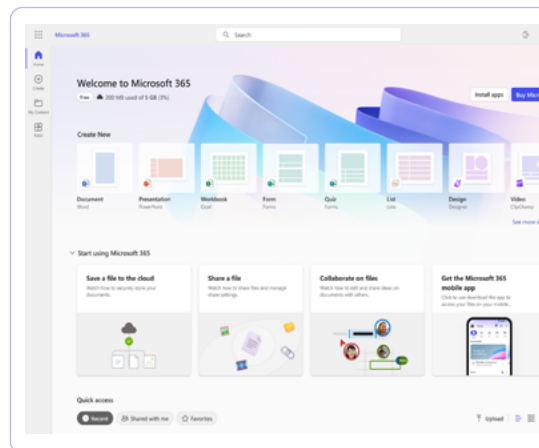 Microsoft 365
Search
Home
Create
My Content
Apps
Welcome to Microsoft 365
Free
200 MB used of 5 GB (3%)
Install apps
Buy Micr
Create New
Document
Word
Presentation
PowerPoint
Workbook
Excel
Form
Forms
Quiz
Forms
List
Lists
Design
Designer
Video
ClipChamp
See more i
Start using Microsoft 365
Save a file to the cloud
Watch how to securely store your
documents.
Share a file
Watch how to share files and manage
share settings.
Collaborate on files
Watch how to edit and share ideas on
documents with others.
Get the Microsoft 365
mobile app
Click to use download the app to
access your files on your mobile...
Quick access
Recent
Shared with me
Favorites
Upload